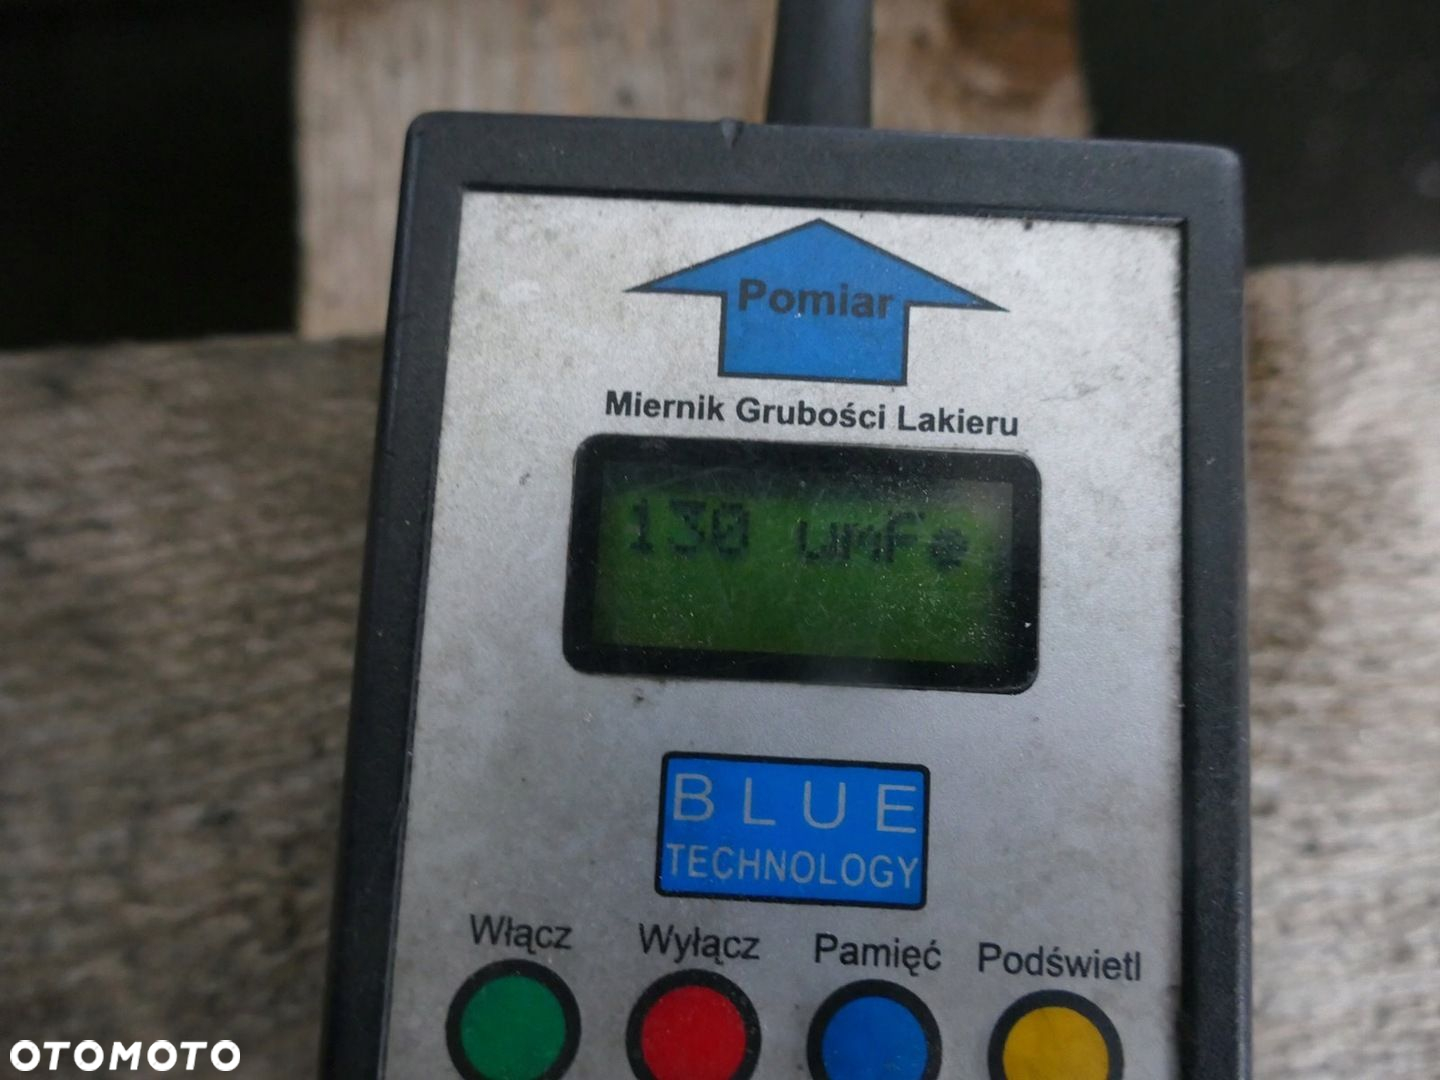 Pomiar
Miernik Grubości Lakieru
130 umFe
BLUE
TECHNOLOGY
Włącz Wyłącz Pamięć Podświetl
OTOMOTO